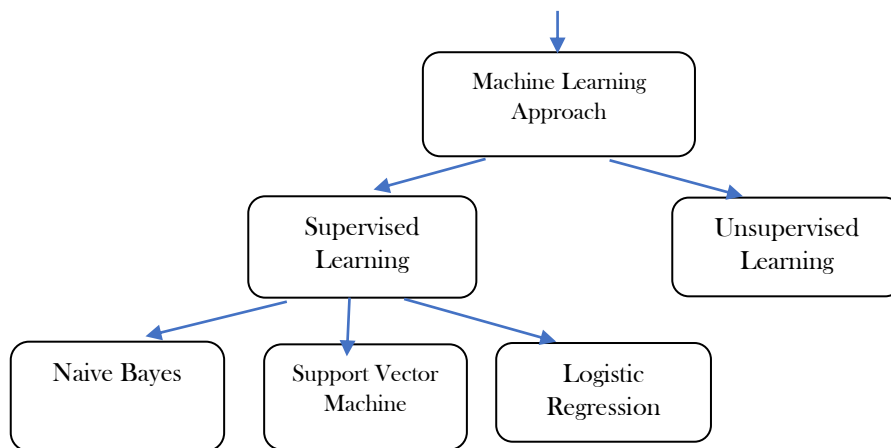 Machine Learning
Approach
Supervised
Learning
Unsupervised
Learning
Naive Bayes
Support Vector
Machine
Logistic
Regression